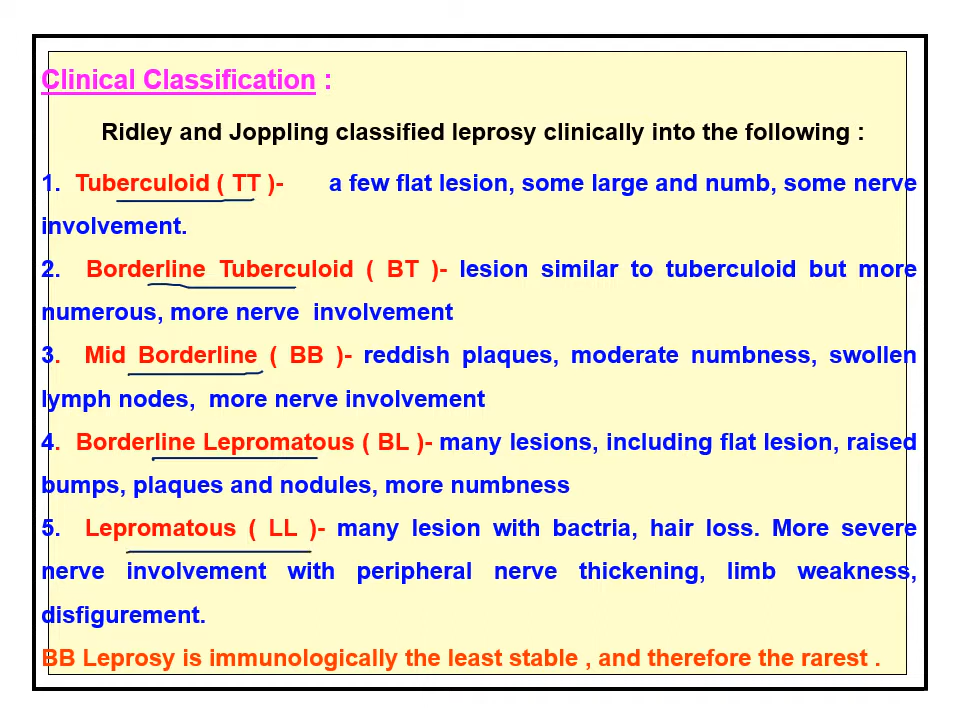 Clinical Classification :
Ridley and Joppling classified leprosy clinically into the following :
1. Tuberculoid ( TT )- a few flat lesion, some large and numb, some nerve
involvement.
2. Borderline Tuberculoid ( BT )- lesion similar to tuberculoid but more
numerous, more nerve involvement
3. Mid Borderline ( BB )- reddish plaques, moderate numbness, swollen
lymph nodes, more nerve involvement
4. Borderline Lepromatous ( BL )- many lesions, including flat lesion, raised
bumps, plaques and nodules, more numbness
5. Lepromatous ( LL )- many lesion with bactria, hair loss. More severe
nerve involvement with peripheral nerve thickening, limb weakness,
disfigurement.
BB Leprosy is immunologically the least stable , and therefore the rarest .